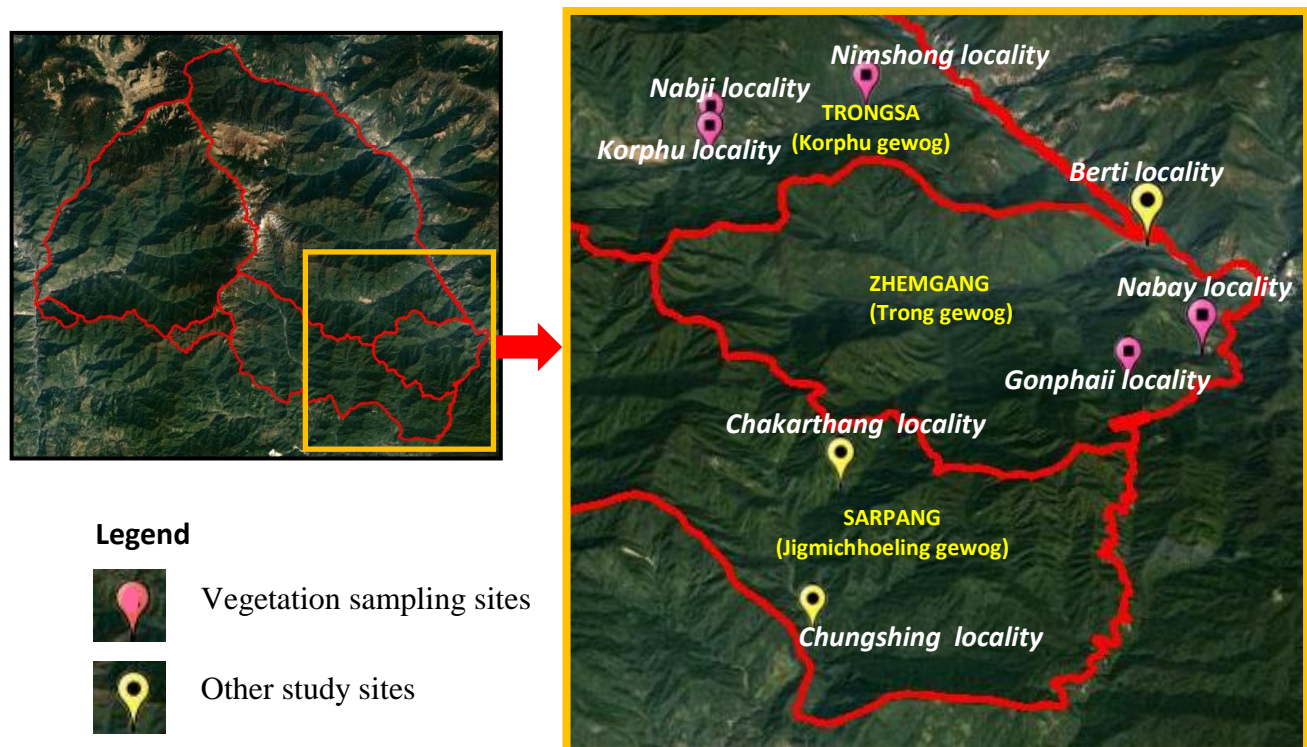 Nimshong locality
Nabji locality
TRONGSA
(Korphu gewog)
Korphu locality
Berti locality
ZHEMGANG
(Trong gewog)
Nabay locality
Gonphaii locality
Chakarthang locality
SARPANG
(Jigmichhoeling gewog)
Chungshing locality
Legend
Vegetation sampling sites
Other study sites